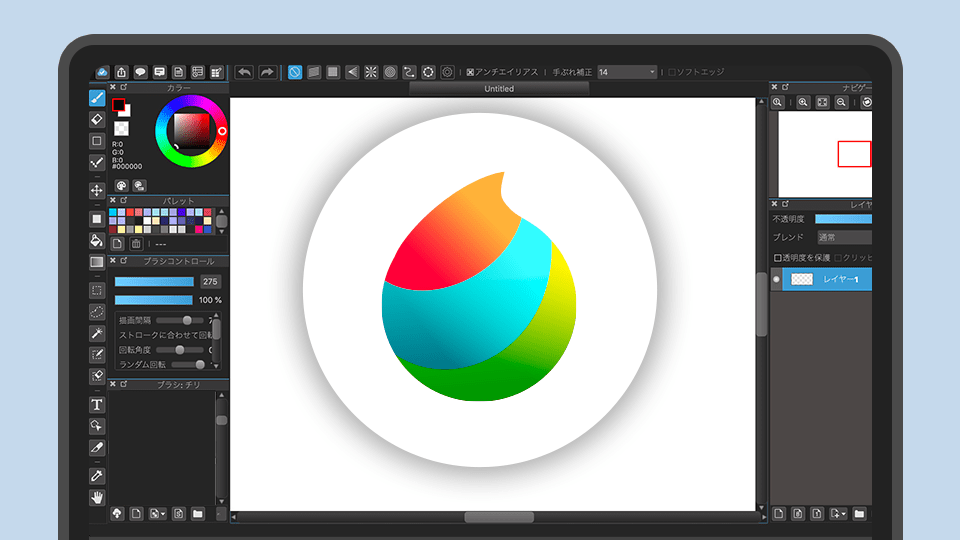 アンチエイリアス 手ぶれ補正 14 ソフトエッジ
カラー
Untitled
R:0
G:0
B:0
#000000
パレット
---
ブラシコントロール
275
100 %
描画間隔
ストロークに合わせて回転
回転角度
ランダム回転
ブラシ: チリ
T
ナビゲー
レイヤ
不透明度
ブレンド 通常
透明度を保護 クリッピ
レイヤー1